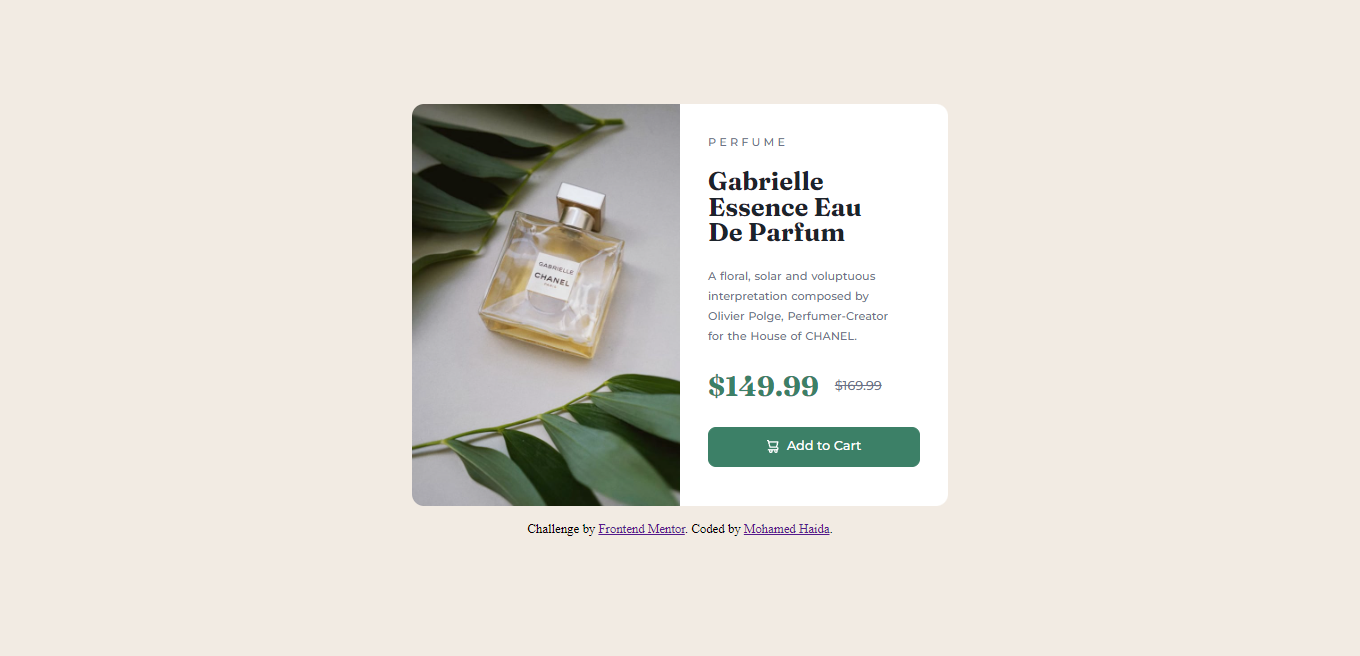 PERFUME
Gabrielle
Essence Eau
De Parfum
GABRIELLE
CHANEL
A floral, solar and voluptuous
interpretation composed by
Olivier Polge, Perfumer-Creator
for the House of CHANEL.
$149.99 $169.99
Add to Cart
Challenge by Frontend Mentor. Coded by Mohamed Haida.